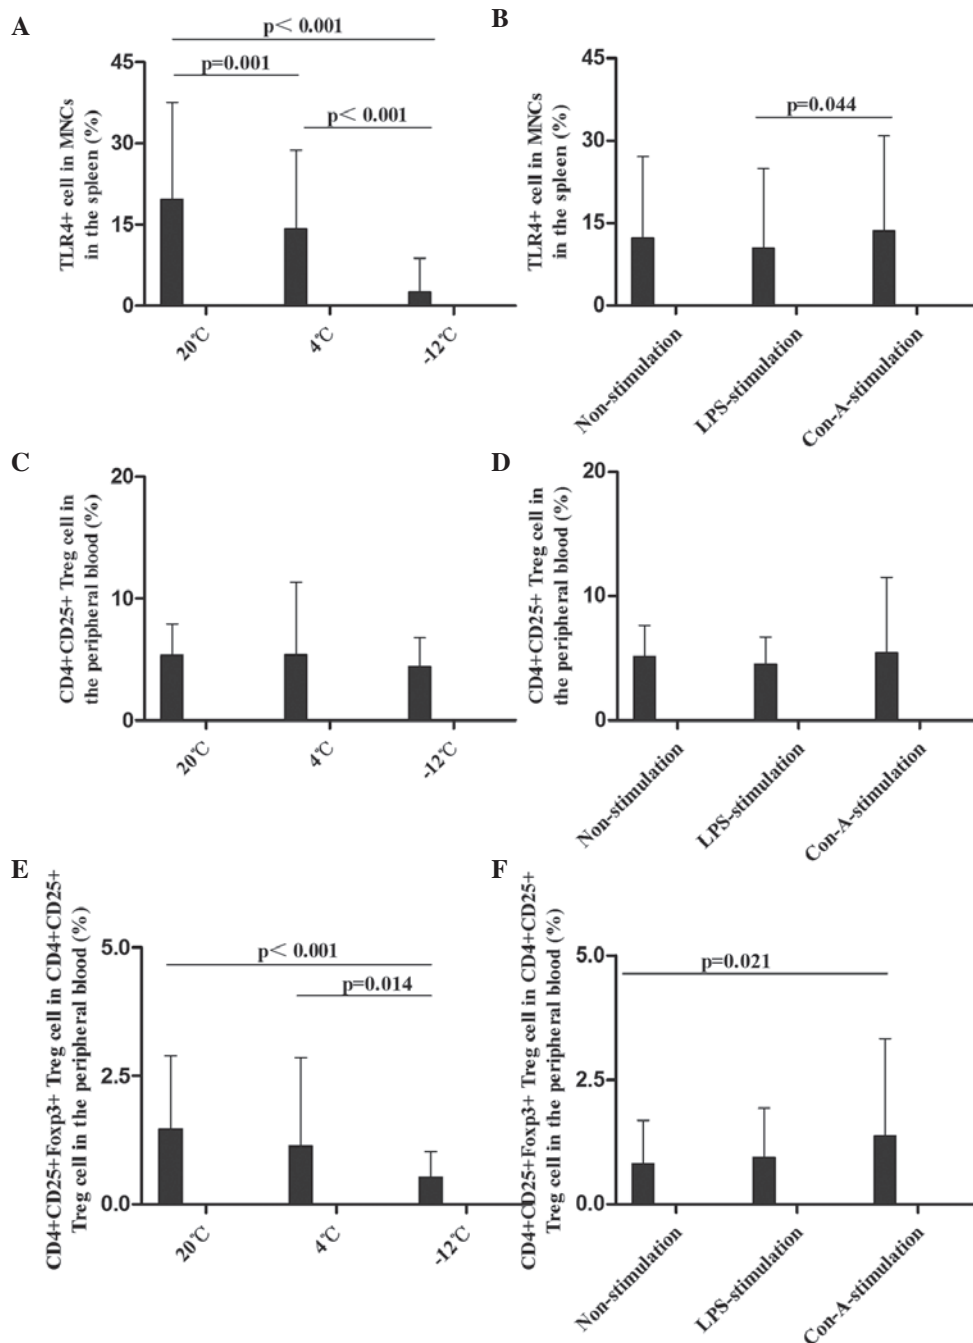 A
p< 0.001
p=0.001
p< 0.001
TLR4+ cell in MNCs
in the spleen (%)
45
30
15
0
20℃
4℃
-12℃
B
p=0.044
TLR4+ cell in MNCs
in the spleen (%)
45
30
15
0
Non-stimulation
LPS-stimulation
Con-A-stimulation
C
CD4+CD25+ Treg cell in
the peripheral blood (%)
20
10
0
20℃
4℃
-12℃
D
CD4+CD25+ Treg cell in
the peripheral blood (%)
20
10
0
Non-stimulation
LPS-stimulation
Con-A-stimulation
E
p< 0.001
p=0.014
CD4+CD25+Foxp3+ Treg cell in CD4+CD25+
Treg cell in the peripheral blood (%)
5.0
2.5
0.0
20℃
4℃
-12℃
F
p=0.021
CD4+CD25+Foxp3+ Treg cell in CD4+CD25+
Treg cell in the peripheral blood (%)
5.0
2.5
0.0
Non-stimulation
LPS-stimulation
Con-A-stimulation